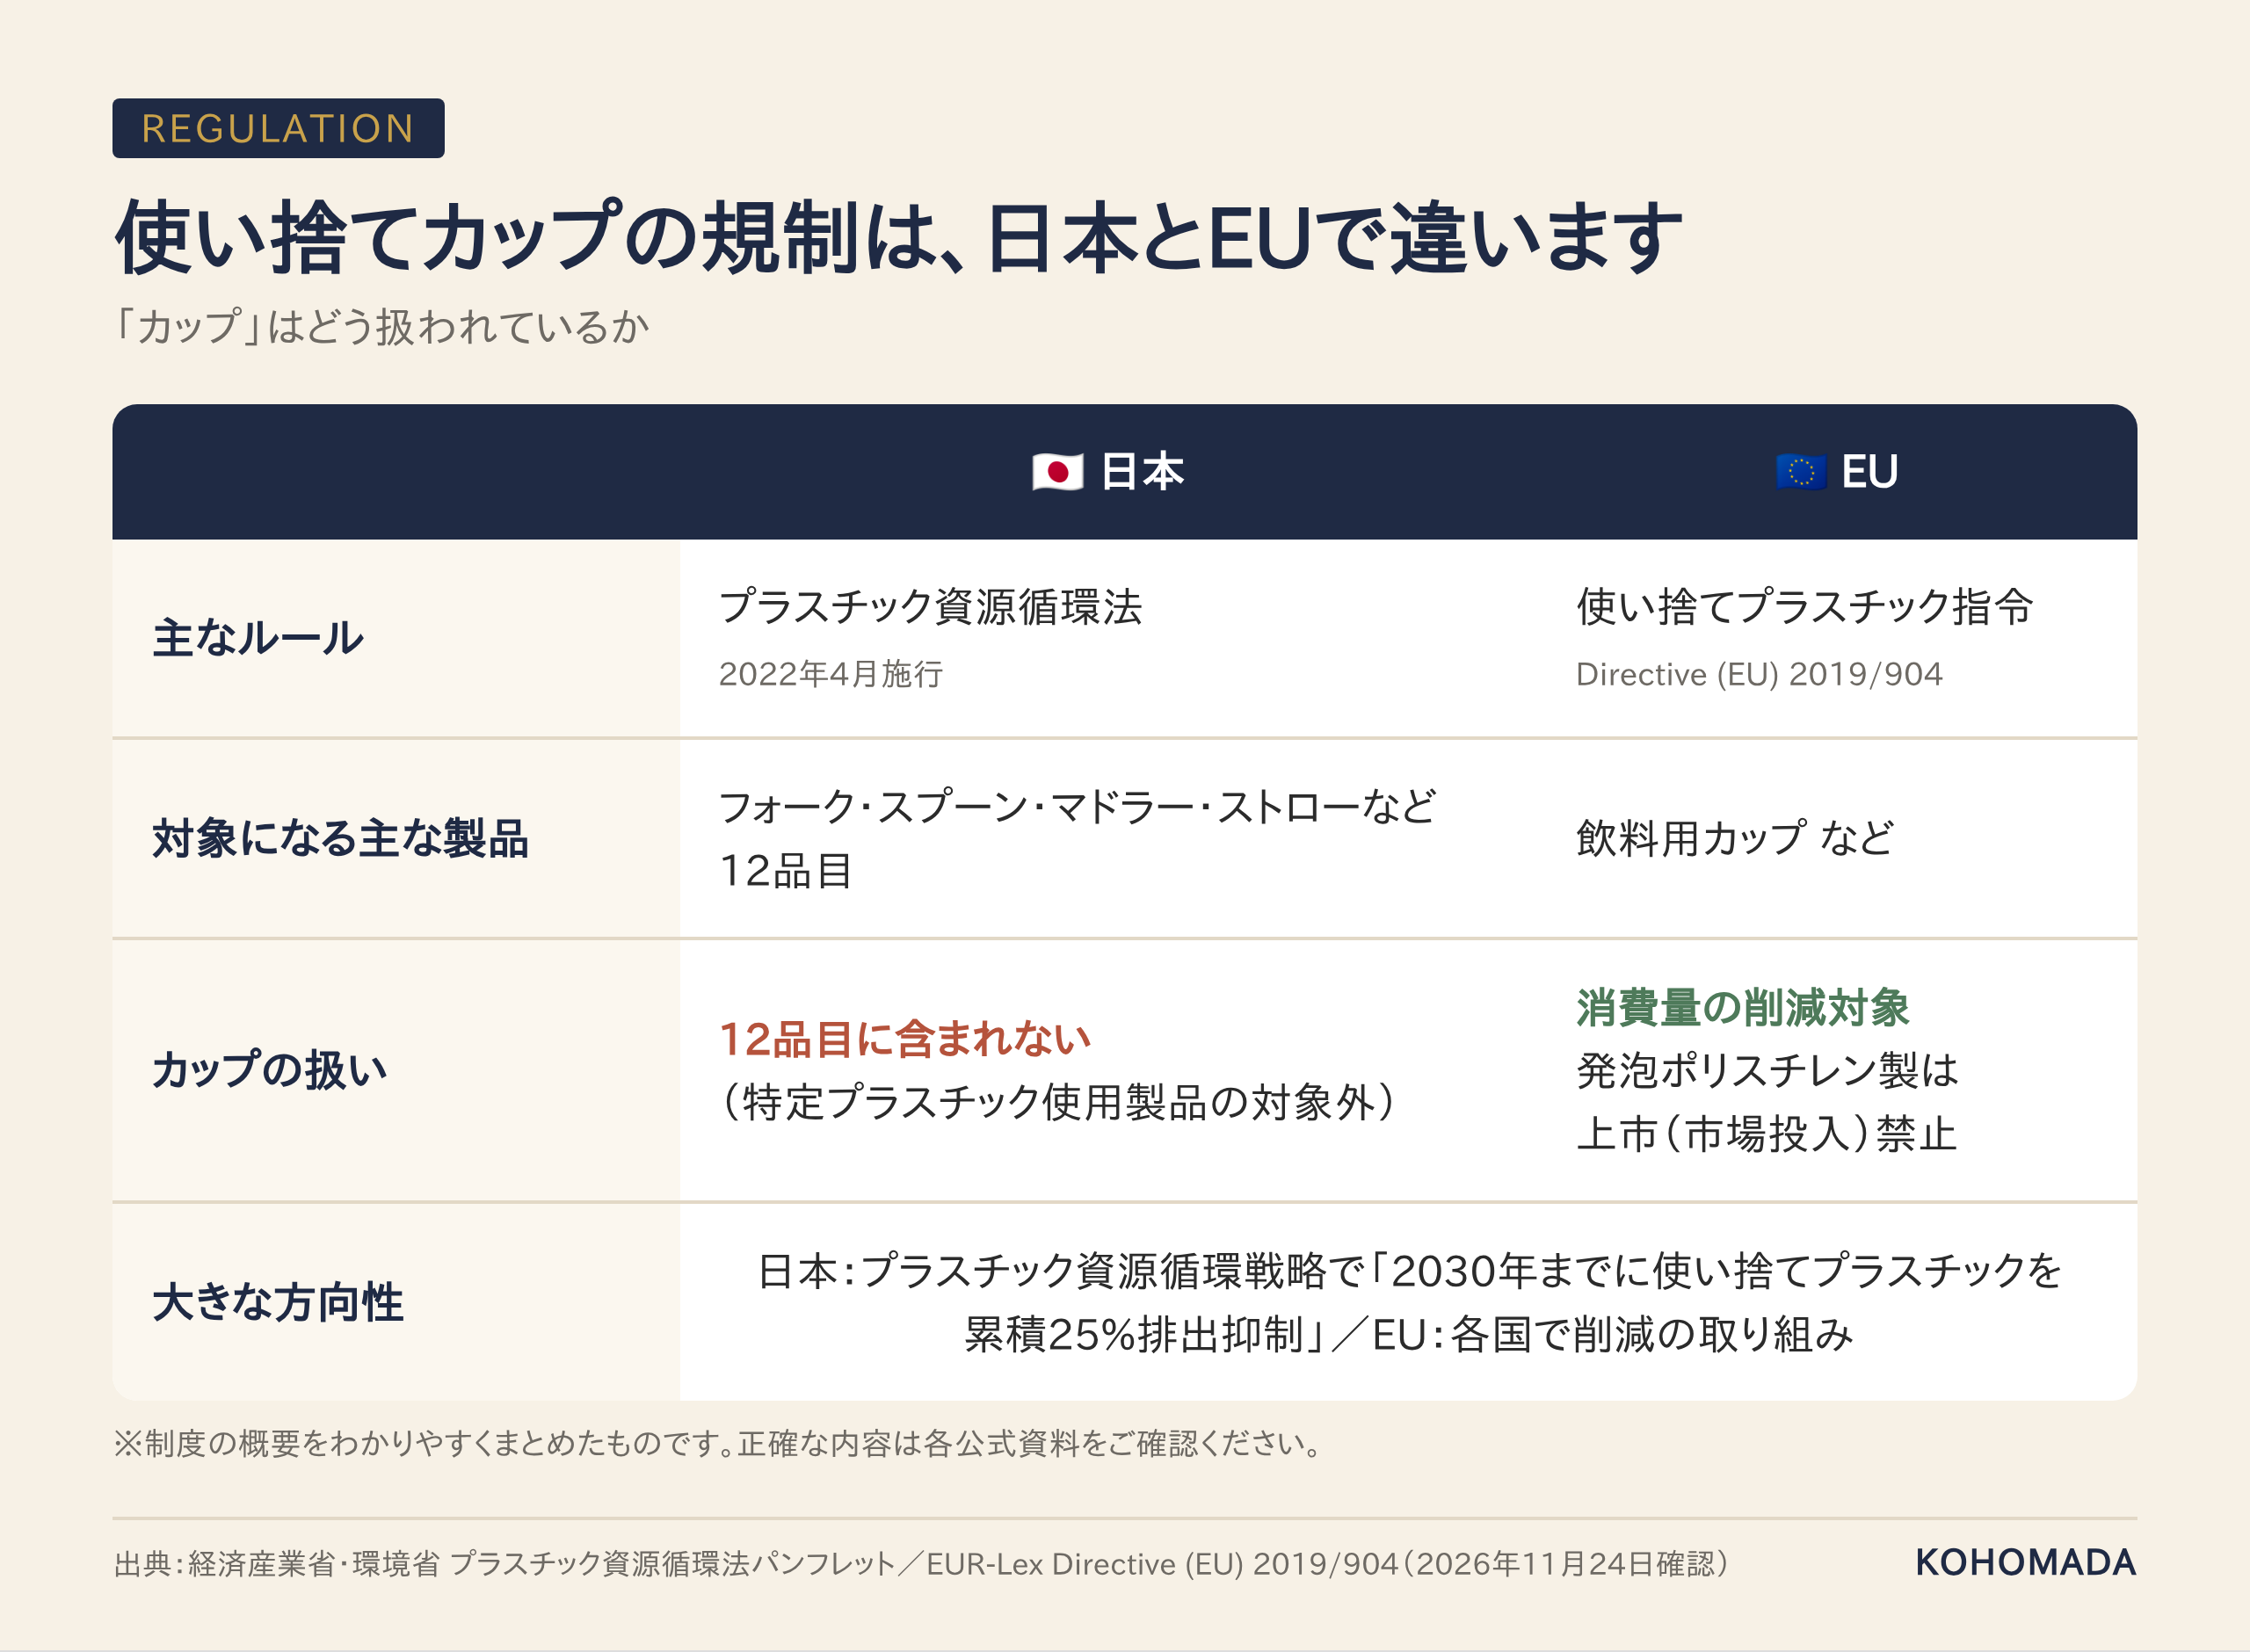 REGULATION
使い捨てカップの規制は、日本とEUで違います
「カップ」はどう扱われているか
🇯🇵 日本
🇪🇺 EU
主なルール
プラスチック資源循環法
2022年4月施行
使い捨てプラスチック指令
Directive (EU) 2019/904
対象になる主な製品
フォーク・スプーン・マドラー・ストローなど
12品目
飲料用カップ など
カップの扱い
12品目に含まれない
（特定プラスチック使用製品の対象外）
消費量の削減対象
発泡ポリスチレン製は
上市（市場投入）禁止
大きな方向性
日本：プラスチック資源循環戦略で「2030年までに使い捨てプラスチックを
累積25%排出抑制」／EU：各国で削減の取り組み
※制度の概要をわかりやすくまとめたものです。正確な内容は各公式資料をご確認ください。
出典：経済産業省・環境省 プラスチック資源循環法パンフレット／EUR-Lex Directive (EU) 2019/904（2026年11月24日確認）
KOHOMADA